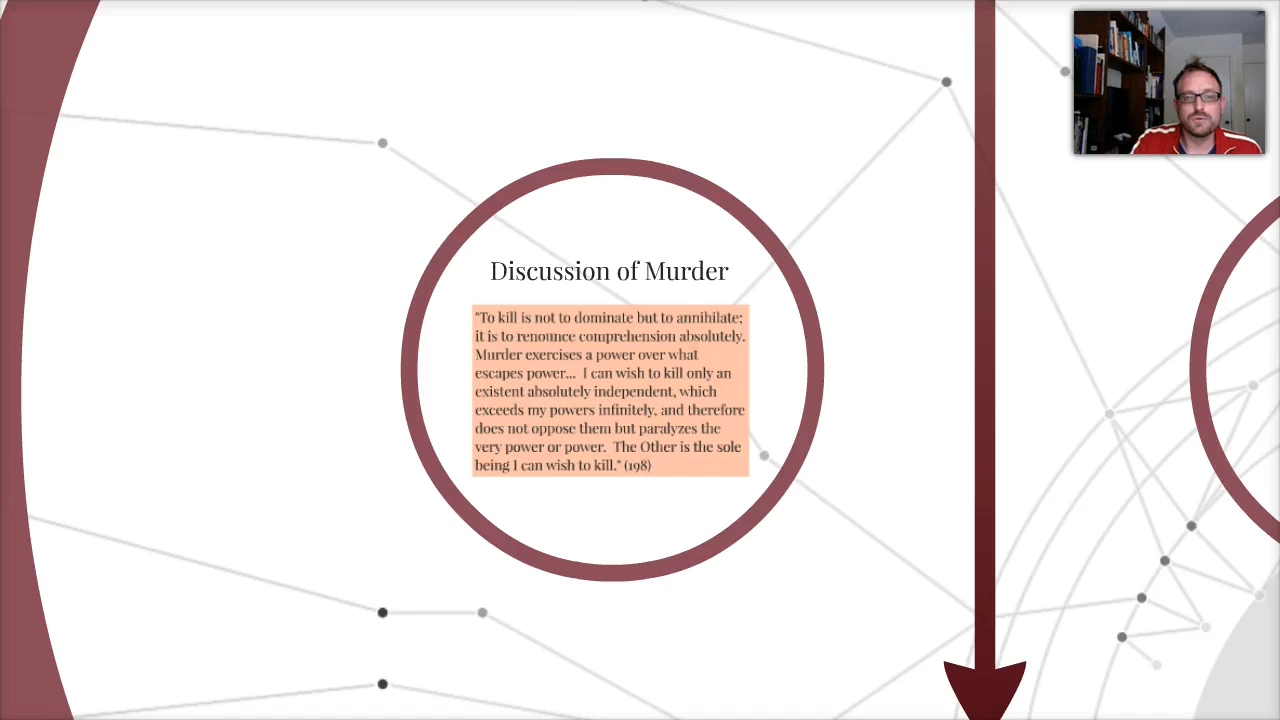 Discussion of Murder
"To kill is not to dominate but to annihilate;
it is to renounce comprehension absolutely.
Murder exercises a power over what
escapes power... I can wish to kill only an
existent absolutely independent, which
exceeds my powers infinitely, and therefore
does not oppose them but paralyzes the
very power or power. The Other is the sole
being I can wish to kill." (198)